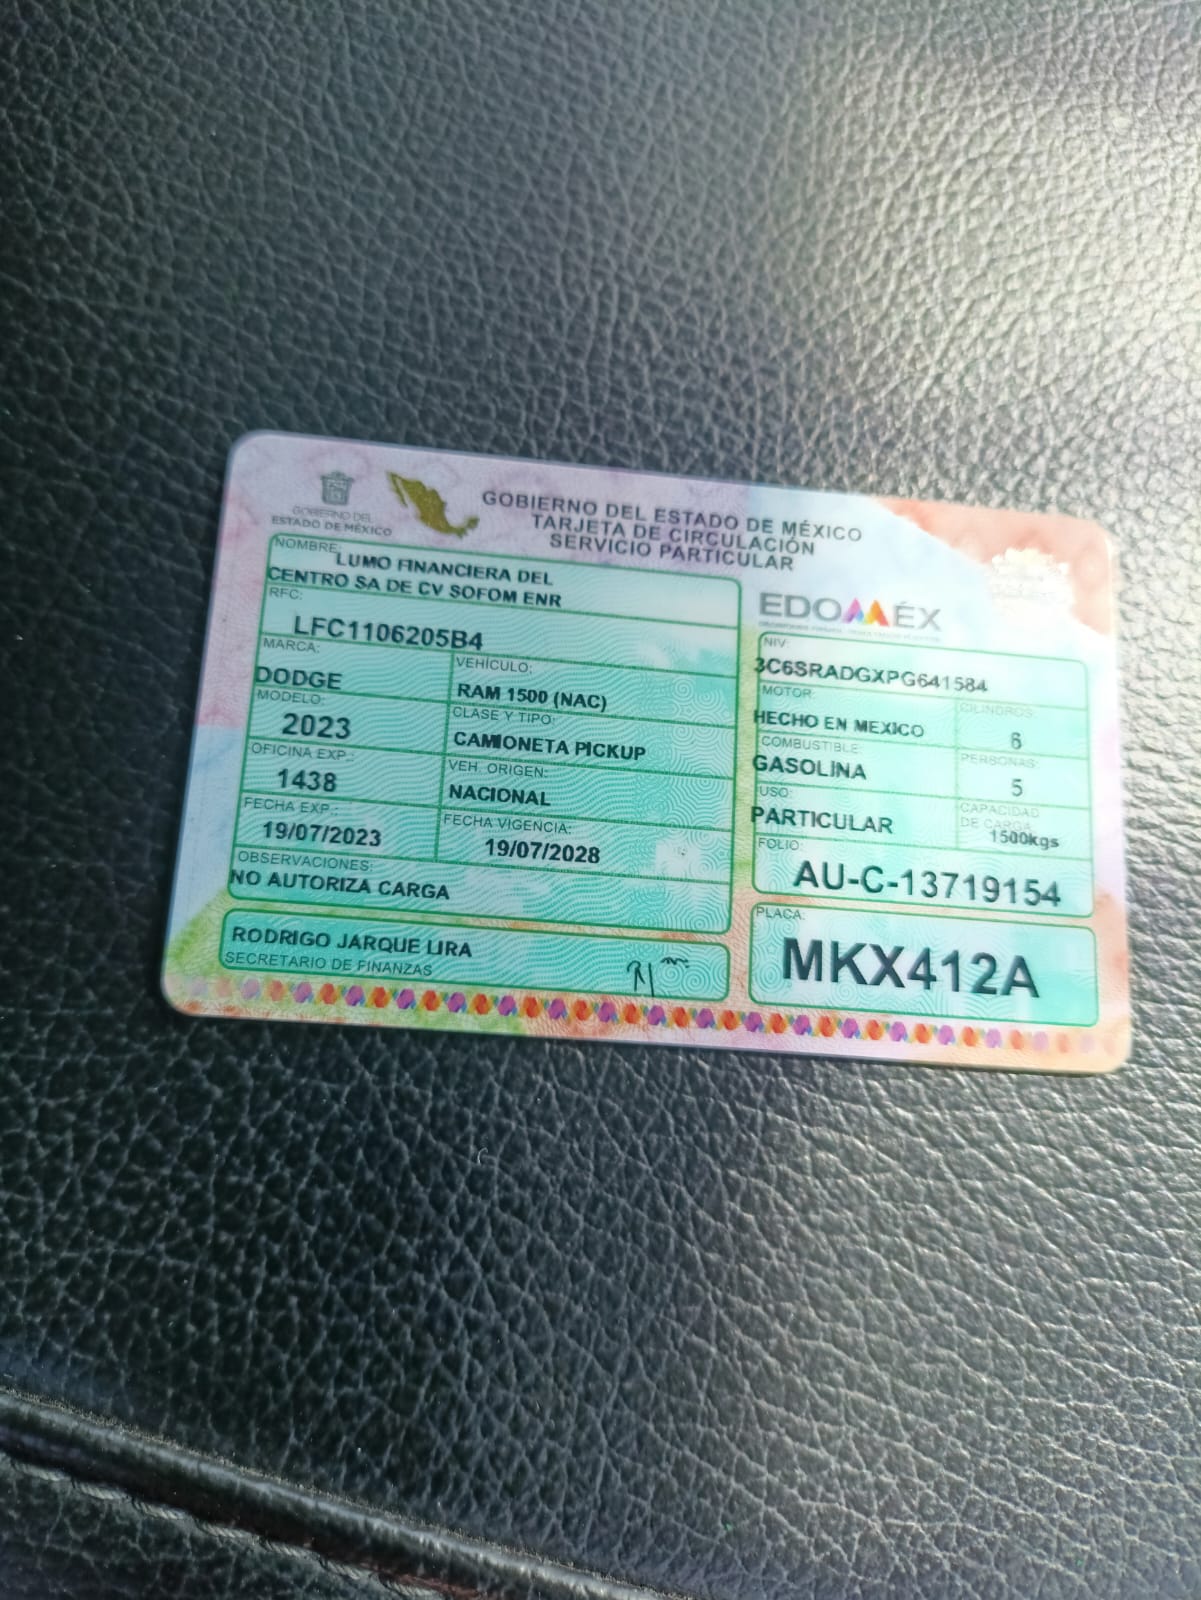 GOBIERNO DEL
ESTADO DE MÉXICO
GOBIERNO DEL ESTADO DE MÉXICO
TARJETA DE CIRCULACIÓN
SERVICIO PARTICULAR
NOMBRE:
LUMO FINANCIERA DEL
CENTRO SA DE CV SOFOM ENR
RFC:
LFC1106205B4
MARCA:
DODGE
VEHÍCULO:
RAM 1500 (NAC)
MODELO:
2023
CLASE Y TIPO:
CAMIONETA PICKUP
OFICINA EXP.:
1438
VEH. ORIGEN:
NACIONAL
FECHA EXP.:
19/07/2023
FECHA VIGENCIA:
19/07/2028
OBSERVACIONES:
NO AUTORIZA CARGA
RODRIGO JARQUE LIRA
SECRETARIO DE FINANZAS
EDOMÉX
NIV:
3C6SRADGXPG641584
MOTOR:
HECHO EN MEXICO
CILINDROS:
6
COMBUSTIBLE:
GASOLINA
PERSONAS:
5
USO:
PARTICULAR
CAPACIDAD
DE CARGA:
1500kgs
FOLIO:
AU-C-13719154
PLACA:
MKX412A